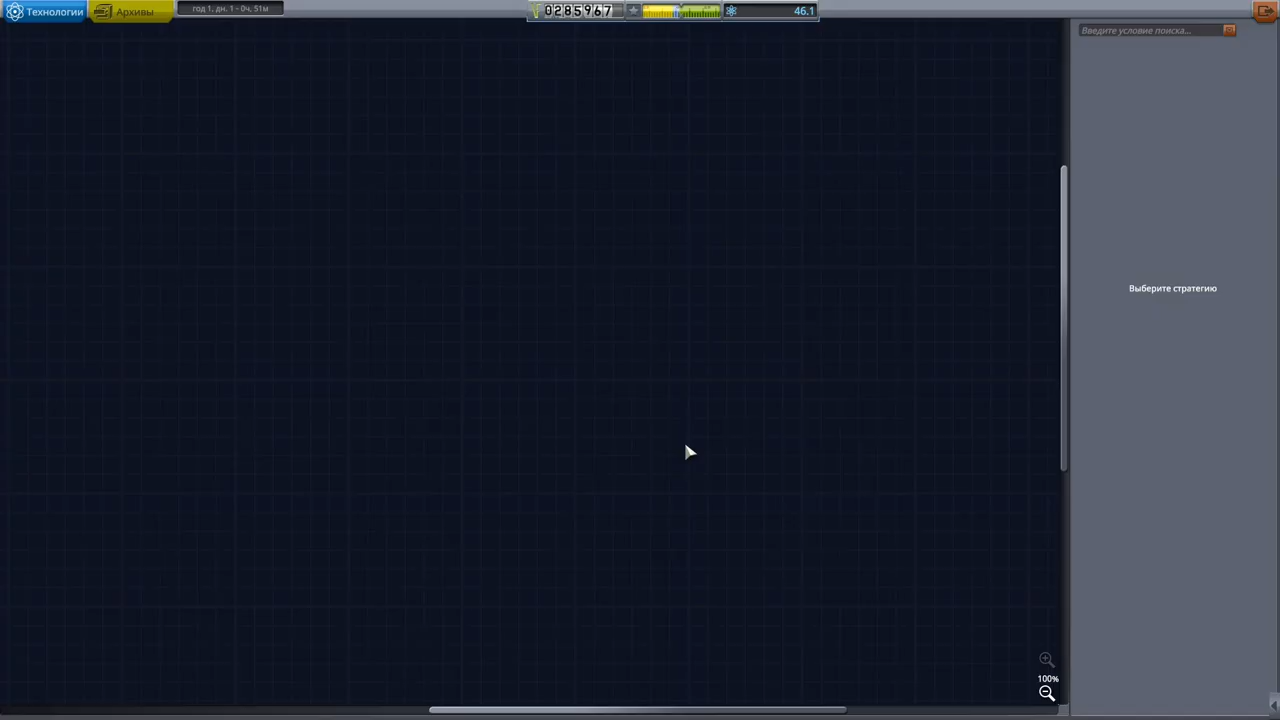 Технологии
Архивы
год 1, дн. 1 - 0ч, 51м
0285967
46.1
Введите условие поиска...
Выберите стратегию
100%